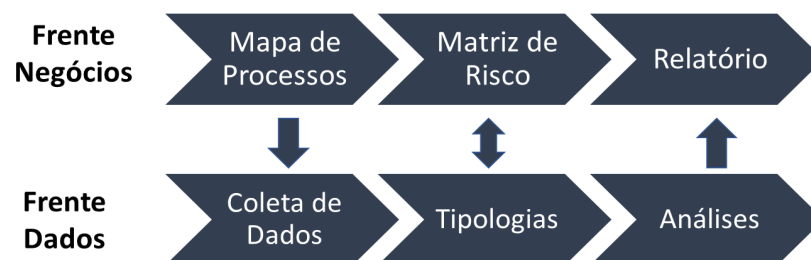 Frente
Negócios
Mapa de
Processos
Matriz de
Risco
Relatório
Frente
Dados
Coleta de
Dados
Tipologias
Análises